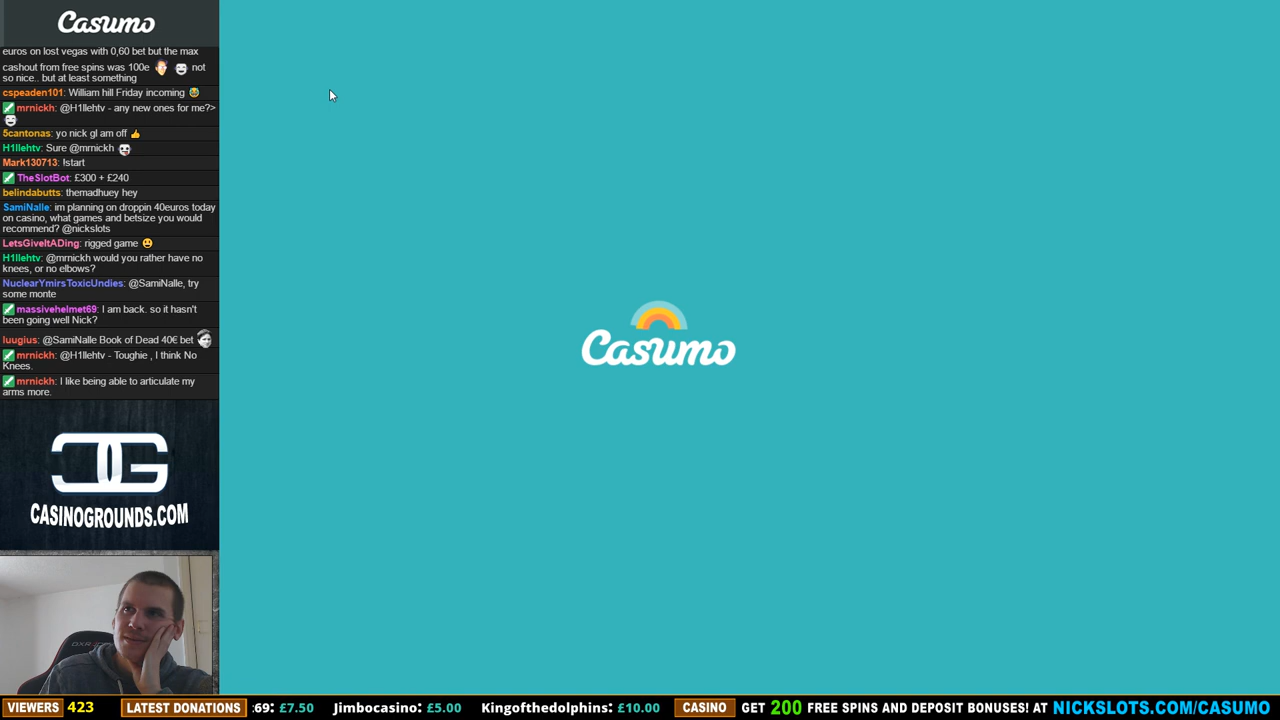 Casumo
euros on lost vegas with 0,60 bet but the max
cashout from free spins was 100e not
so nice.. but at least something
cspeaden101: William hill Friday incoming
mrnickh: @H1llehtv - any new ones for me?>
5cantonas: yo nick gl am off
H1llehtv: Sure @mrnickh
Mark130713: !start
TheSlotBot: £300 + £240
belindabutts: themadhuey hey
SamiNalle: im planning on droppin 40euros today
on casino, what games and betsize you would
recommend? @nickslots
LetsGiveItADing: rigged game
H1llehtv: @mrnickh would you rather have no
knees, or no elbows?
NuclearYmirsToxicUndies: @SamiNalle, try
some monte
massivehelmet69: I am back. so it hasn't
been going well Nick?
luugius: @SamiNalle Book of Dead 40€ bet
mrnickh: @H1llehtv - Toughie , I think No
Knees.
mrnickh: I like being able to articulate my
arms more.
Casumo
CG
CASINOGROUNDS.COM
VIEWERS 423 LATEST DONATIONS :69: £7.50 Jimbocasino: £5.00 Kingofthedolphins: £10.00 CASINO GET 200 FREE SPINS AND DEPOSIT BONUSES! AT NICKSLOTS.COM/CASUMO